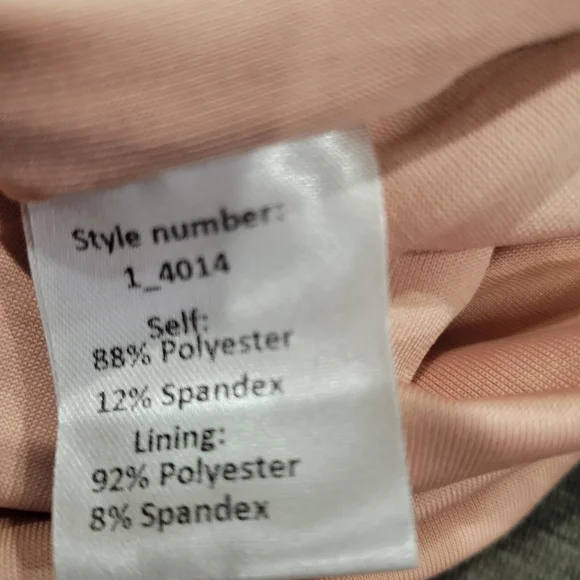 Style number:
1_4014
Self:
88% Polyester
12% Spandex
Lining:
92% Polyester
8% Spandex